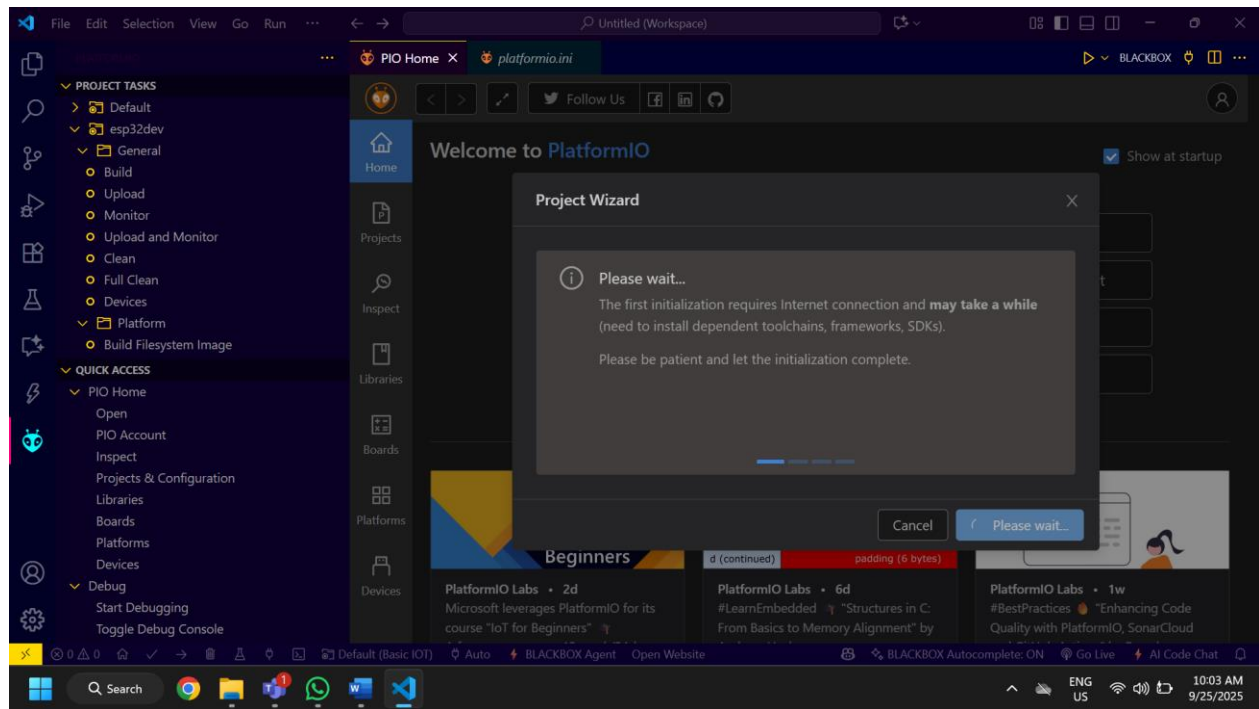 File Edit Selection View Go Run ··· Untitled (Workspace)
PIO Home platformio.ini BLACKBOX
PROJECT TASKS
Default
esp32dev
General
Build
Upload
Monitor
Upload and Monitor
Clean
Full Clean
Devices
Platform
Build Filesystem Image
QUICK ACCESS
PIO Home
Open
PIO Account
Inspect
Projects & Configuration
Libraries
Boards
Platforms
Devices
Debug
Start Debugging
Toggle Debug Console
Follow Us
Home
Projects
Inspect
Libraries
Boards
Platforms
Devices
Welcome to PlatformIO
Show at startup
Project Wizard
Please wait...
The first initialization requires Internet connection and may take a while
(need to install dependent toolchains, frameworks, SDKs).
Please be patient and let the initialization complete.
Cancel Please wait...
Beginners
d (continued) padding (6 bytes)
PlatformIO Labs • 2d
Microsoft leverages PlatformIO for its
course "IoT for Beginners"
PlatformIO Labs • 6d
#LearnEmbedded "Structures in C:
From Basics to Memory Alignment" by
PlatformIO Labs • 1w
#BestPractices "Enhancing Code
Quality with PlatformIO, SonarCloud
0 0 Default (Basic IOT) Auto BLACKBOX Agent Open Website BLACKBOX Autocomplete: ON Go Live AI Code Chat
Search ENG
US
10:03 AM
9/25/2025